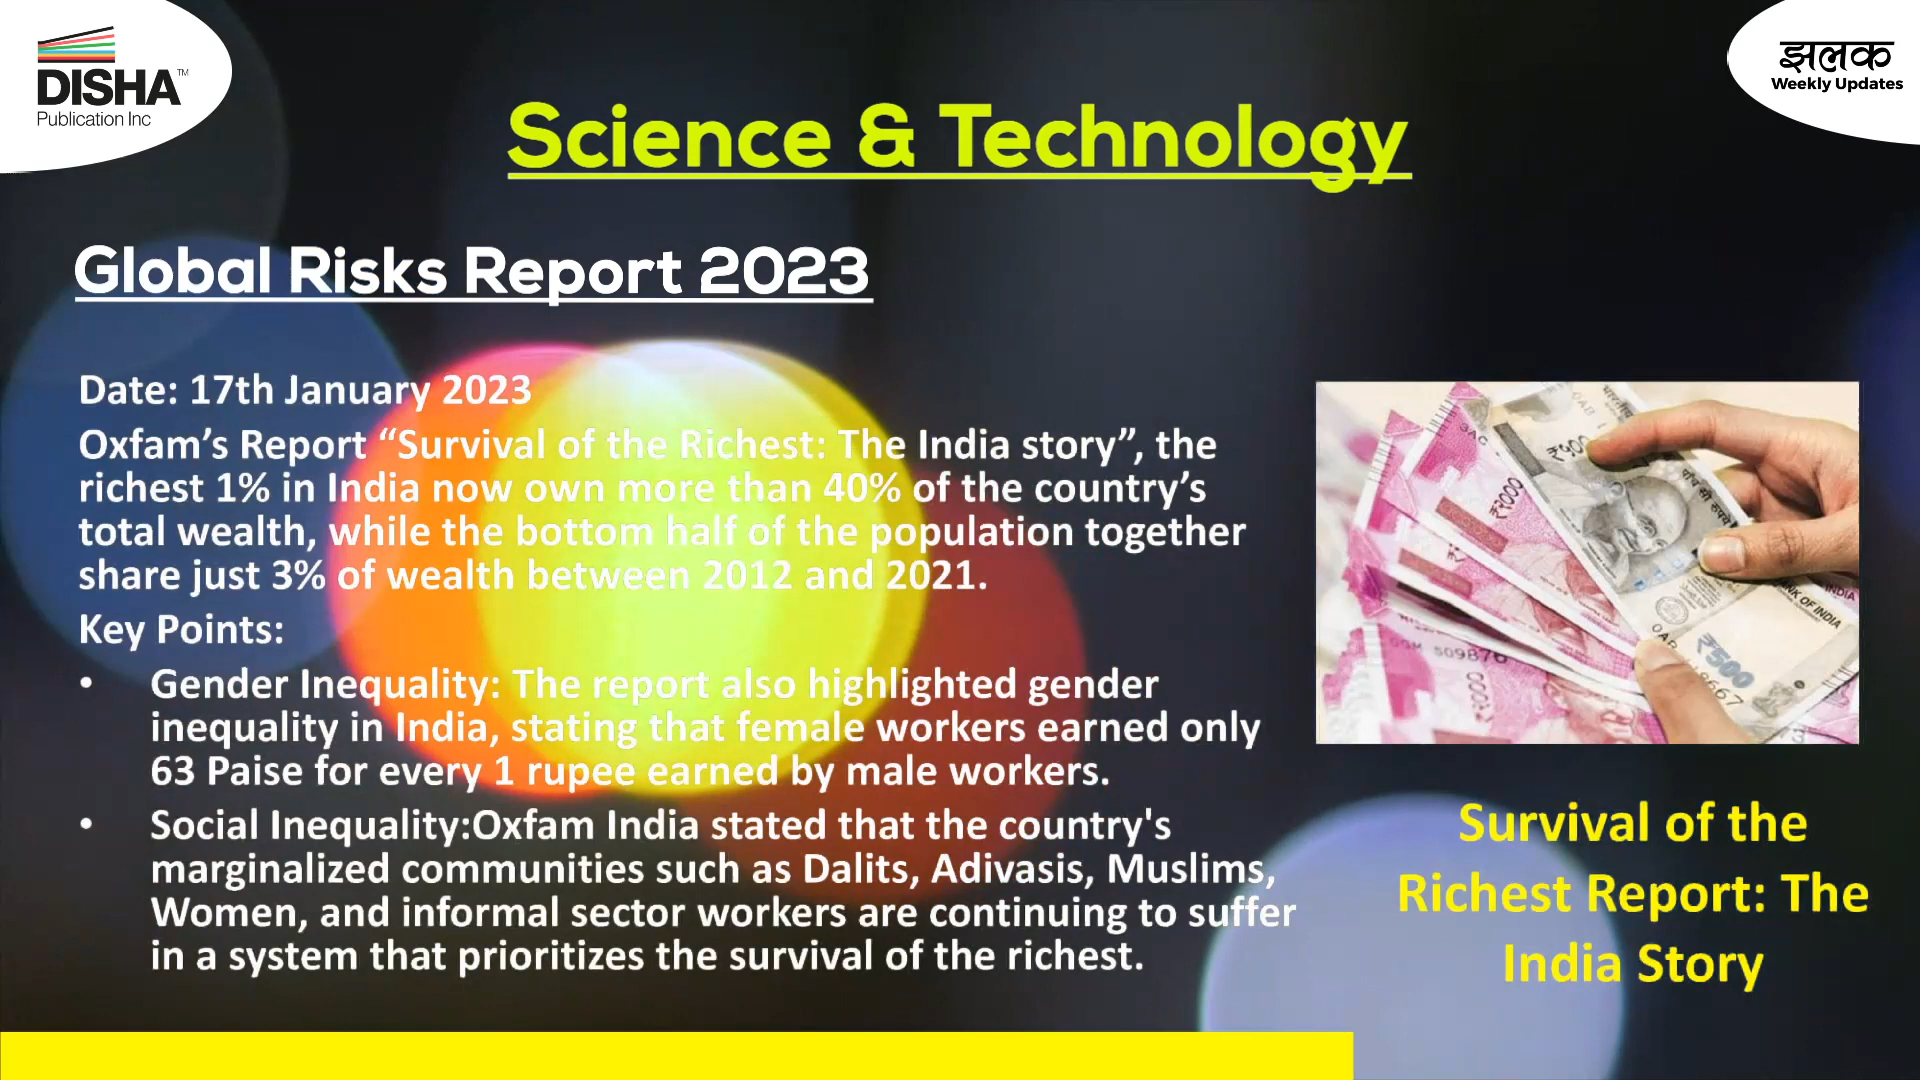 DISHA™
Publication Inc
झलक
Weekly Updates
Science & Technology
Global Risks Report 2023
Date: 17th January 2023
Oxfam’s Report “Survival of the Richest: The India story”, the
richest 1% in India now own more than 40% of the country’s
total wealth, while the bottom half of the population together
share just 3% of wealth between 2012 and 2021.
Key Points:
• Gender Inequality: The report also highlighted gender
inequality in India, stating that female workers earned only
63 Paise for every 1 rupee earned by male workers.
• Social Inequality:Oxfam India stated that the country's
marginalized communities such as Dalits, Adivasis, Muslims,
Women, and informal sector workers are continuing to suffer
in a system that prioritizes the survival of the richest.
₹2000
₹500
509876
Survival of the
Richest Report: The
India Story